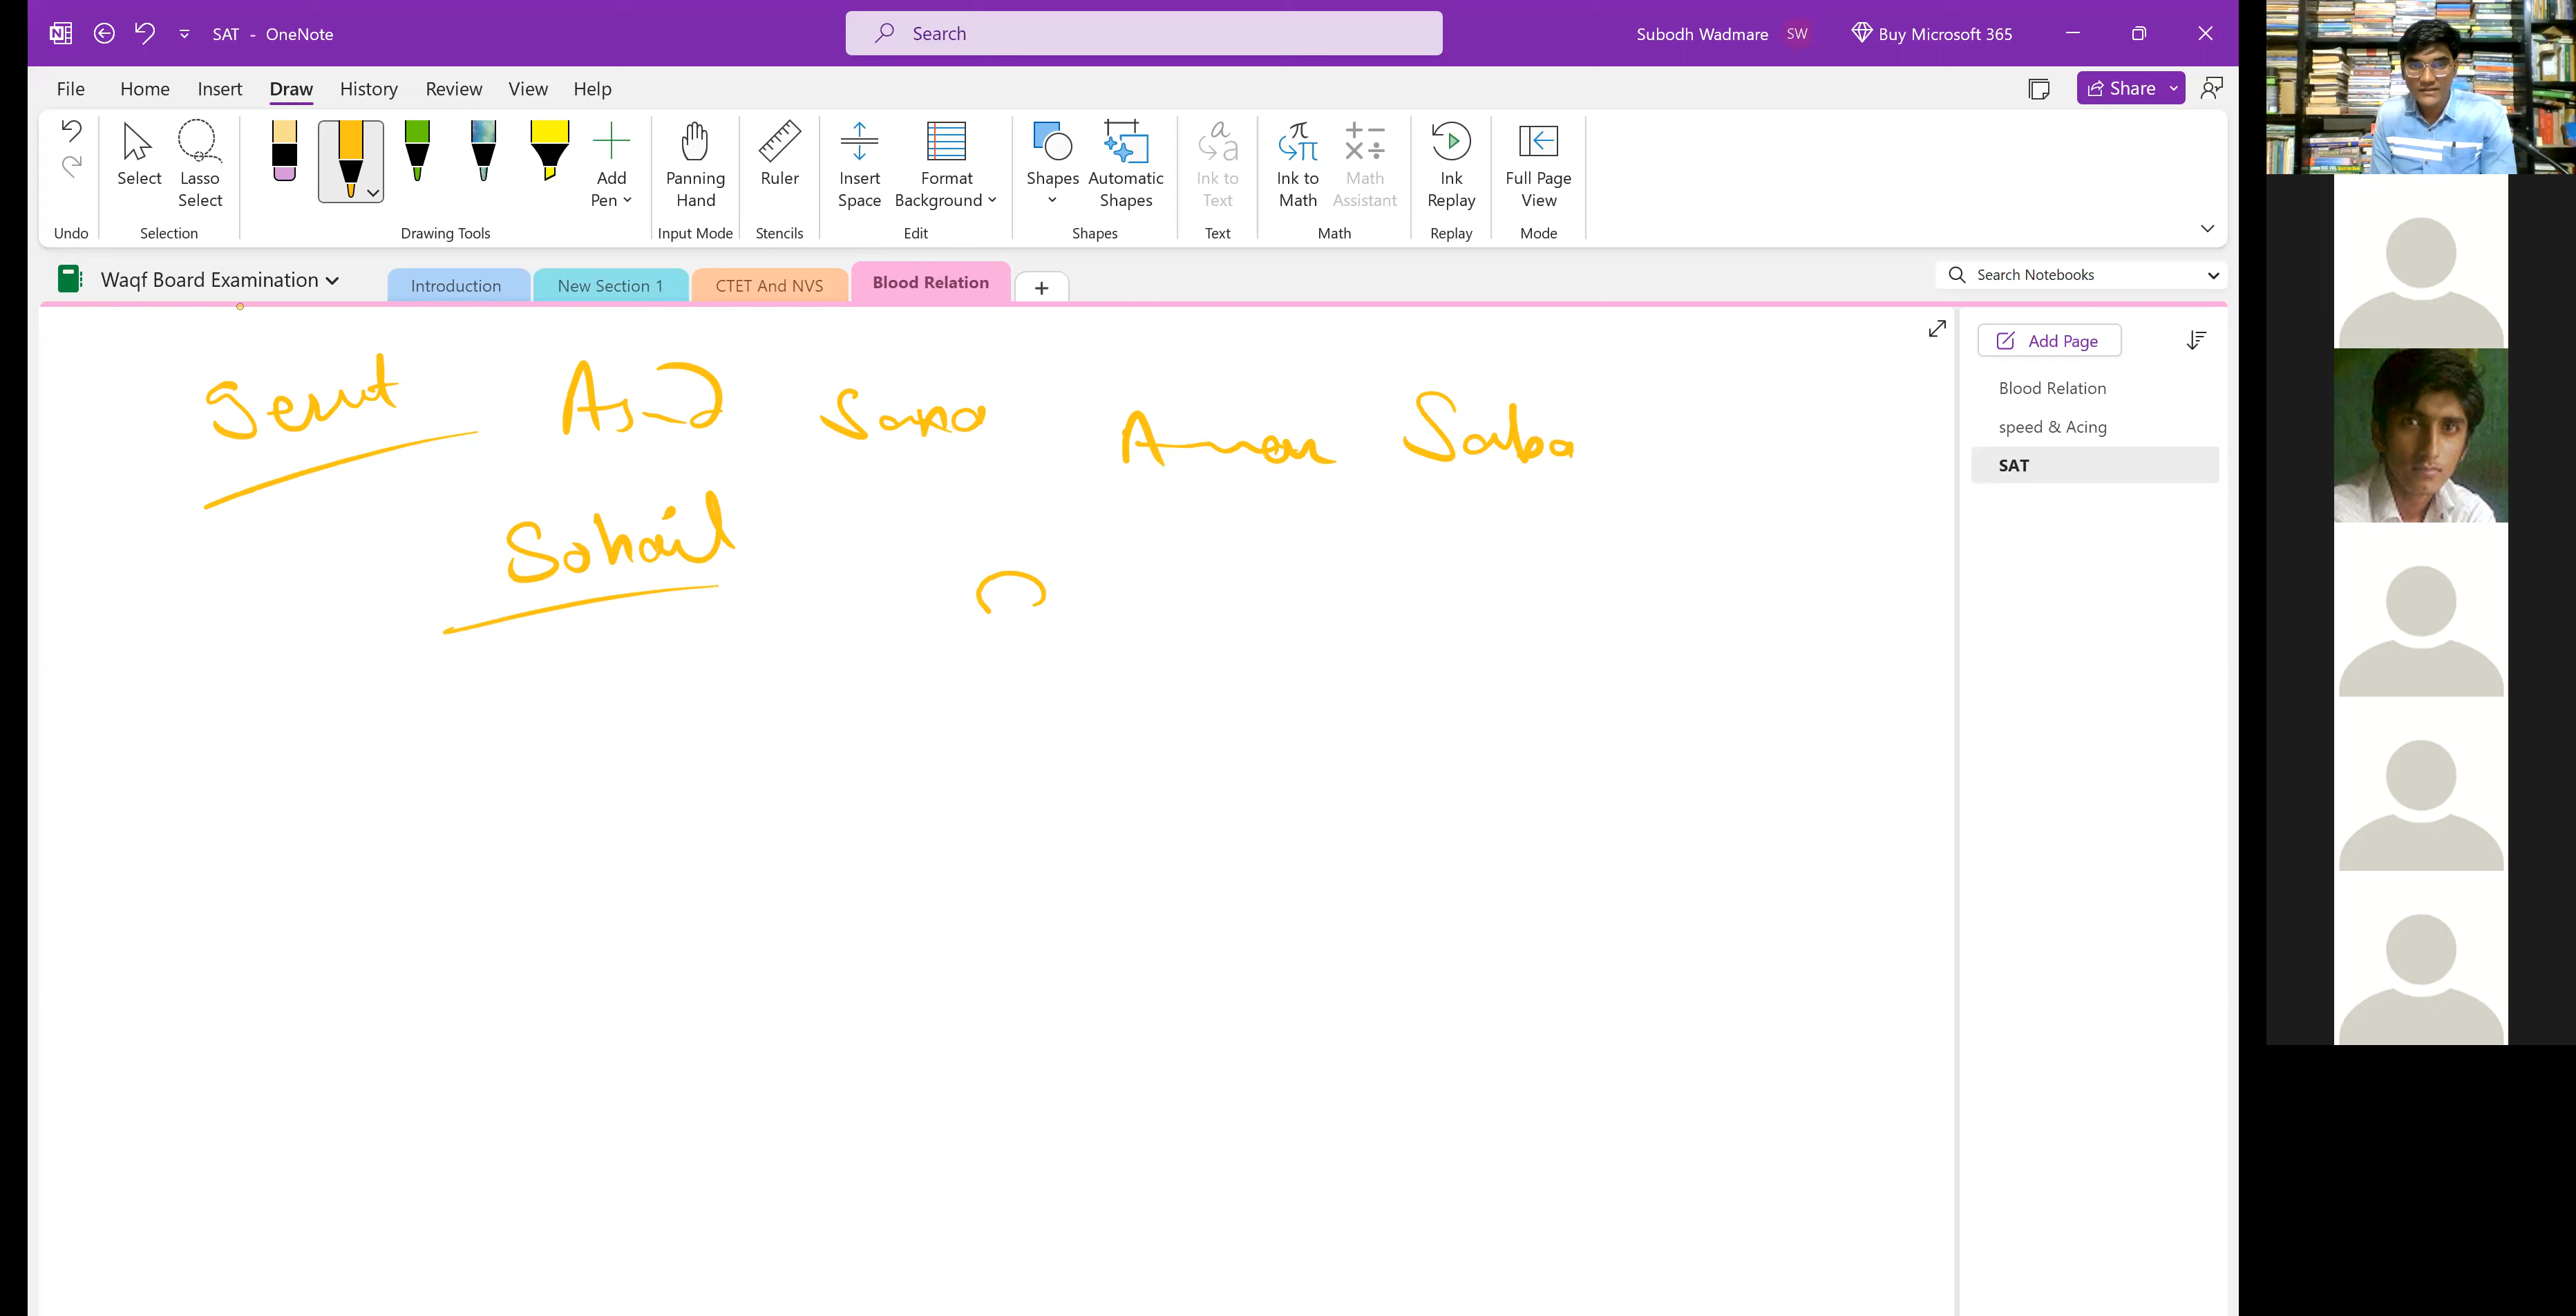 SAT - OneNote
Search
Subodh Wadmare SW
Buy Microsoft 365
File Home Insert Draw History Review View Help
Share
Select
Lasso Select
Add Pen
Panning Hand
Ruler
Insert Space
Format Background
Shapes
Automatic Shapes
Ink to Text
Ink to Math
Math Assistant
Ink Replay
Full Page View
Undo Selection Drawing Tools Input Mode Stencils Edit Shapes Text Math Replay Mode
Waqf Board Examination
Introduction New Section 1 CTET And NVS Blood Relation +
Search Notebooks
Add Page
Blood Relation
speed & Acing
SAT
Sana Aman Saba
Sohail